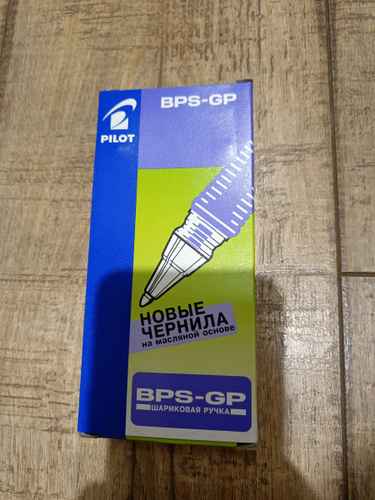 BPS-GP
PILOT
НОВЫЕ
ЧЕРНИЛА
на масляной основе
BPS-GP
ШАРИКОВАЯ РУЧКА